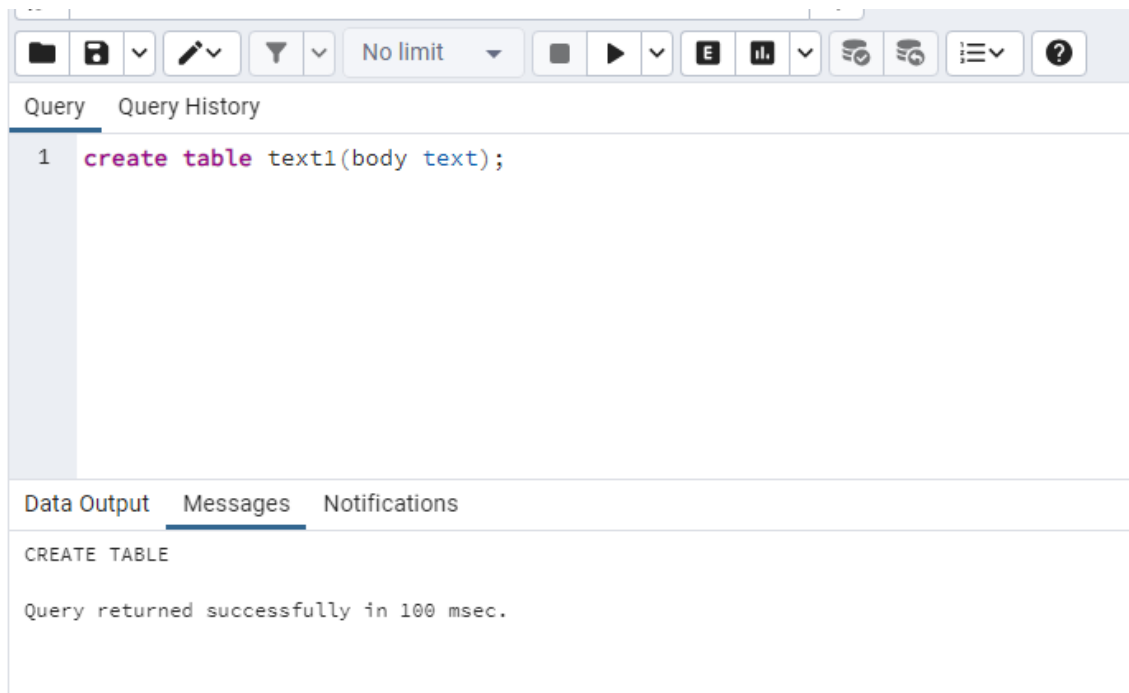 No limit
E
Query Query History
1 create table text1(body text);
Data Output Messages Notifications
CREATE TABLE
Query returned successfully in 100 msec.